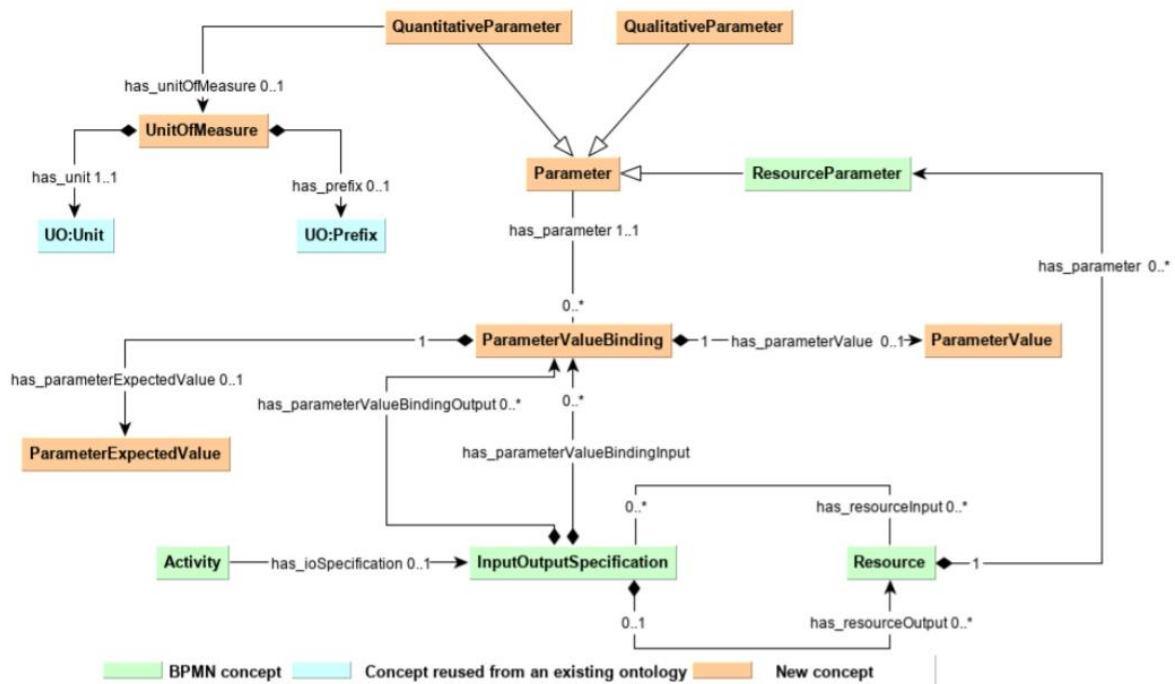 QuantitativeParameter
QualitativeParameter
has_unitOfMeasure 0..1
UnitOfMeasure
has_unit 1..1
has_prefix 0..1
Parameter
ResourceParameter
UO:Unit
UO:Prefix
has_parameter 1..1
has_parameter 0..*
0..*
1
ParameterValueBinding
1
has_parameterValue 0..1
ParameterValue
has_parameterExpectedValue 0..1
has_parameterValueBindingOutput 0..*
0..*
ParameterExpectedValue
has_parameterValueBindingInput
0..*
has_resourceInput 0..*
Activity
has_ioSpecification 0..1
InputOutputSpecification
Resource
1
0..1
has_resourceOutput 0..*
BPMN concept
Concept reused from an existing ontology
New concept